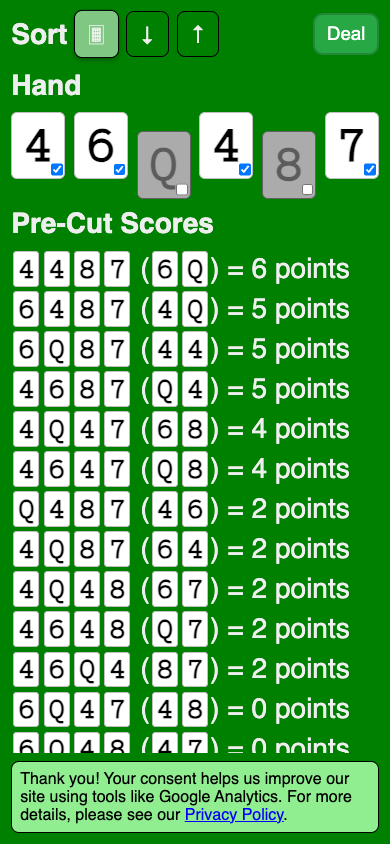 Sort ↓ ↑ Deal
Hand
4 6 Q 4 8 7
Pre-Cut Scores
4 4 8 7 (6 Q) = 6 points
6 4 8 7 (4 Q) = 5 points
6 Q 8 7 (4 4) = 5 points
4 6 8 7 (Q 4) = 5 points
4 Q 4 7 (6 8) = 4 points
4 6 4 7 (Q 8) = 4 points
Q 4 8 7 (4 6) = 2 points
4 Q 8 7 (6 4) = 2 points
4 Q 4 8 (6 7) = 2 points
4 6 4 8 (Q 7) = 2 points
4 6 Q 4 (8 7) = 2 points
6 Q 4 7 (4 8) = 0 points
6 Q 4 8 (4 7) = 0 points
Thank you! Your consent helps us improve our
site using tools like Google Analytics. For more
details, please see our Privacy Policy.